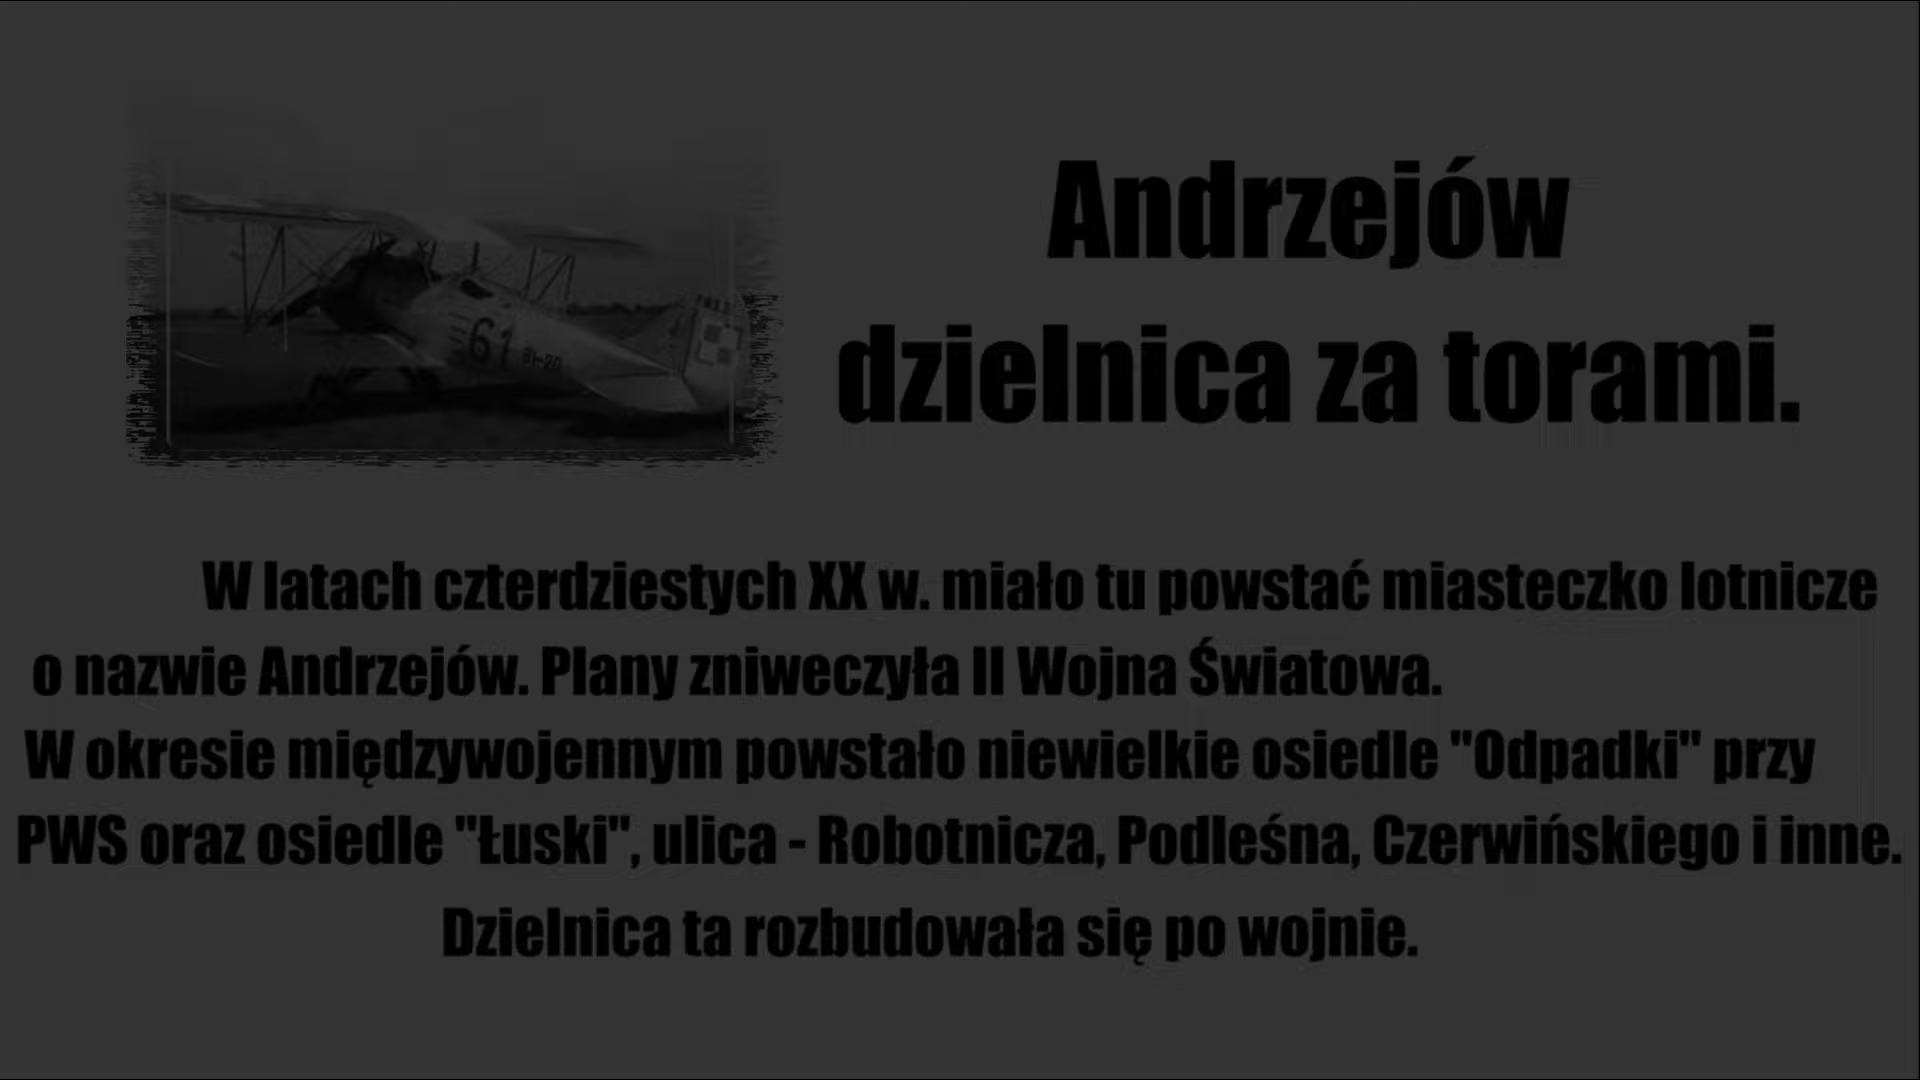 Andrzejów
dzielnica za torami.
61
W latach czterdziestych XX w. miało tu powstać miasteczko lotnicze
o nazwie Andrzejów. Plany zniweczyła II Wojna Światowa.
W okresie międzywojennym powstało niewielkie osiedle "Odpadki" przy
PWS oraz osiedle "Łuski", ulica - Robotnicza, Podleśna, Czerwińskiego i inne.
Dzielnica ta rozbudowała się po wojnie.